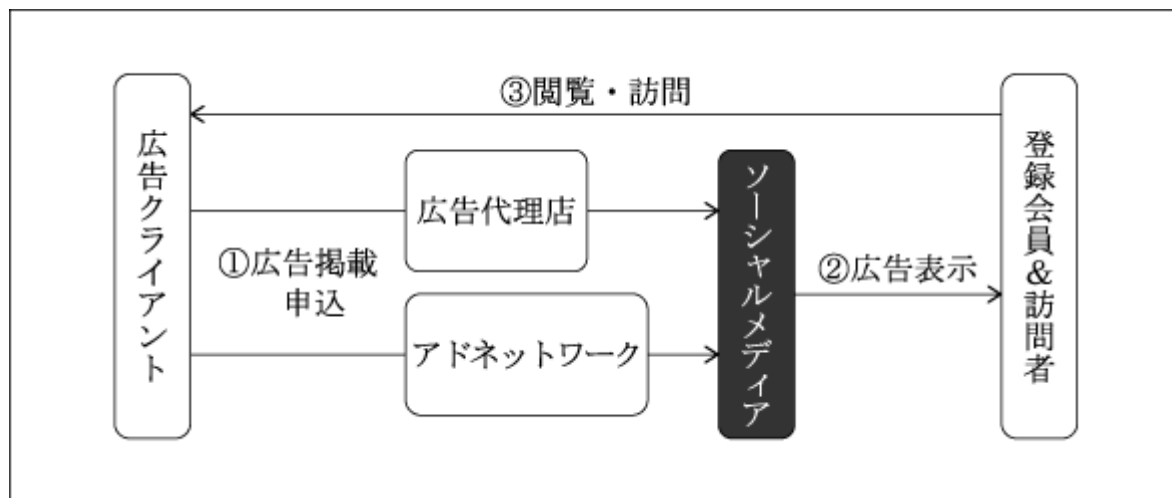 ③閲覧・訪問
広告クライアント
広告代理店
①広告掲載
申込
アドネットワーク
ソーシャルメディア
②広告表示
登録会員&訪問者